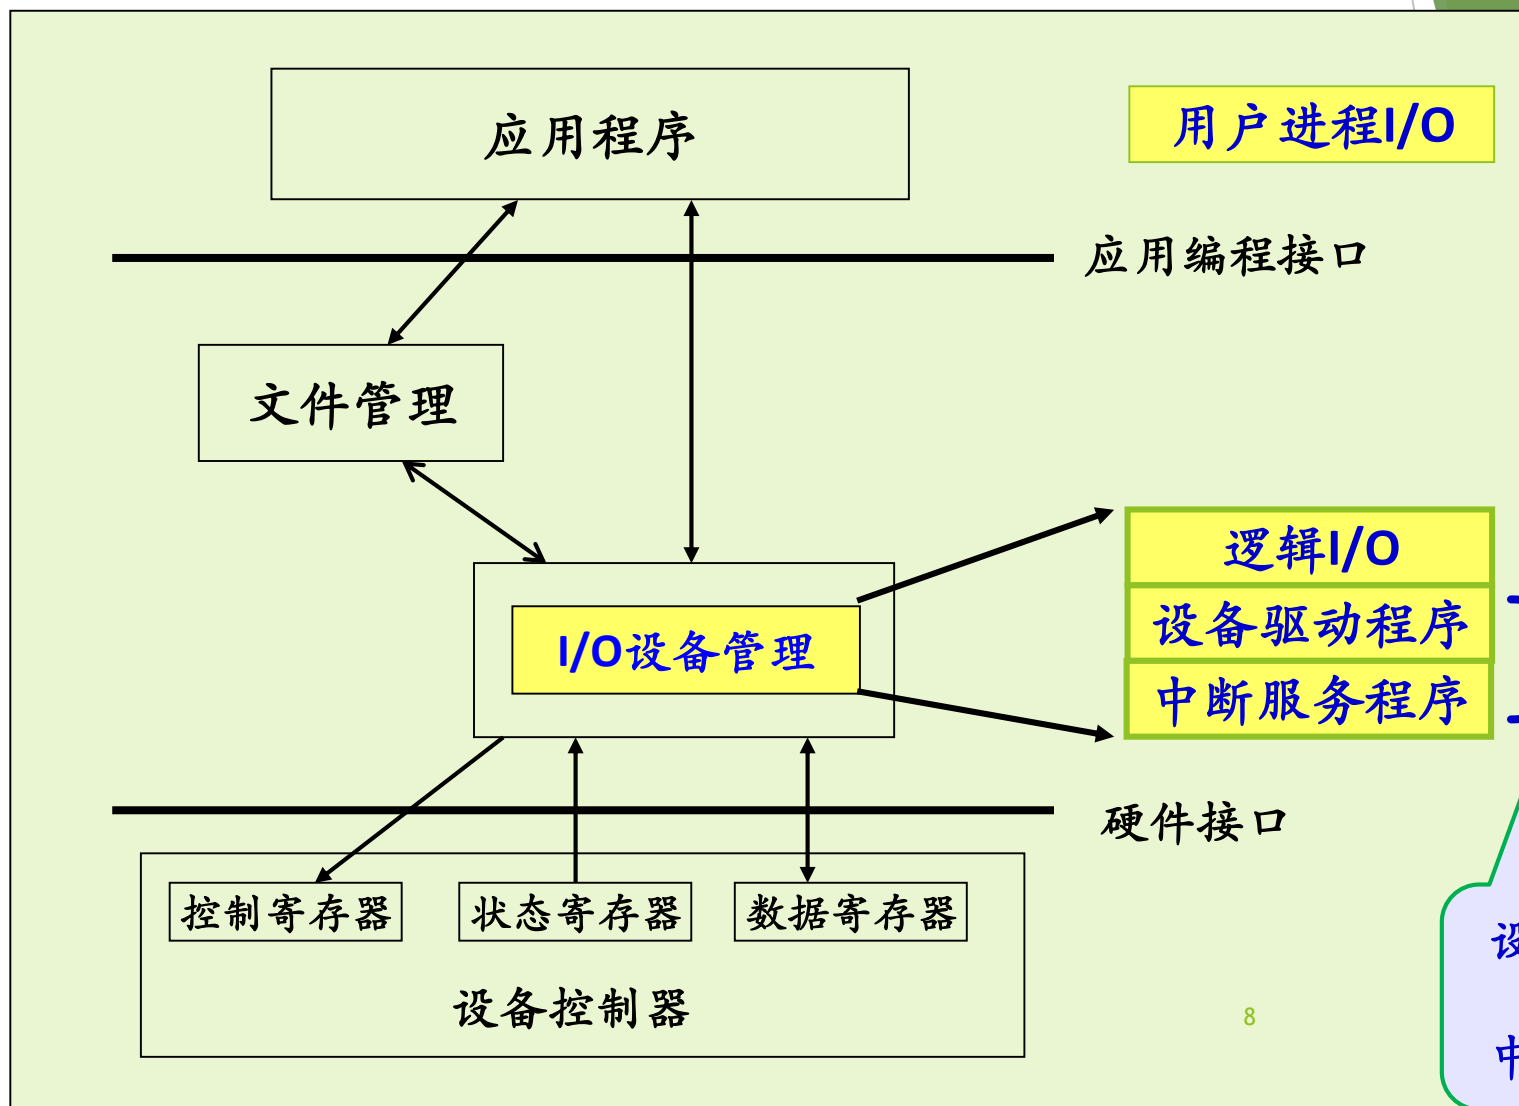 应用程序
用户进程I/O
应用编程接口
文件管理
逻辑I/O
设备驱动程序
I/O设备管理
中断服务程序
硬件接口
控制寄存器
状态寄存器
数据寄存器
设备控制器
8
设
中